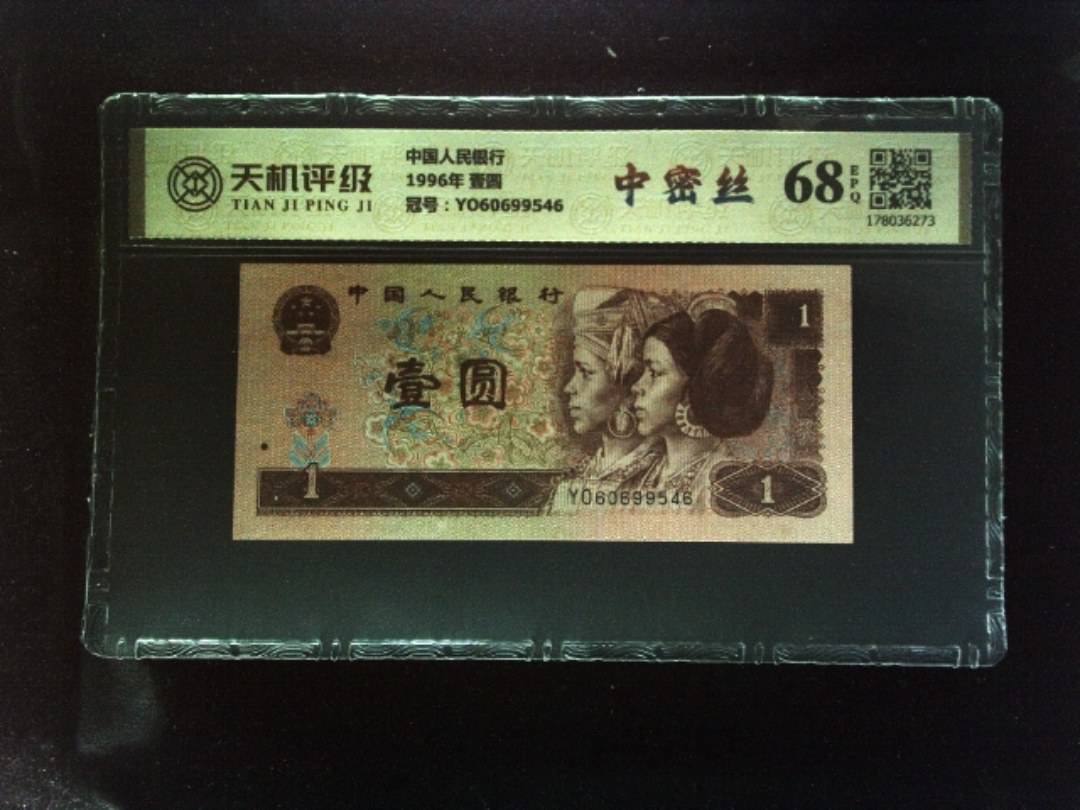 天机评级
TIAN JI PING JI
中国人民银行
1996年 壹圆
冠号：YO60699546
中密丝
68
EPQ
178036273
中国人民银行
1
壹圆
1
YO60699546
1